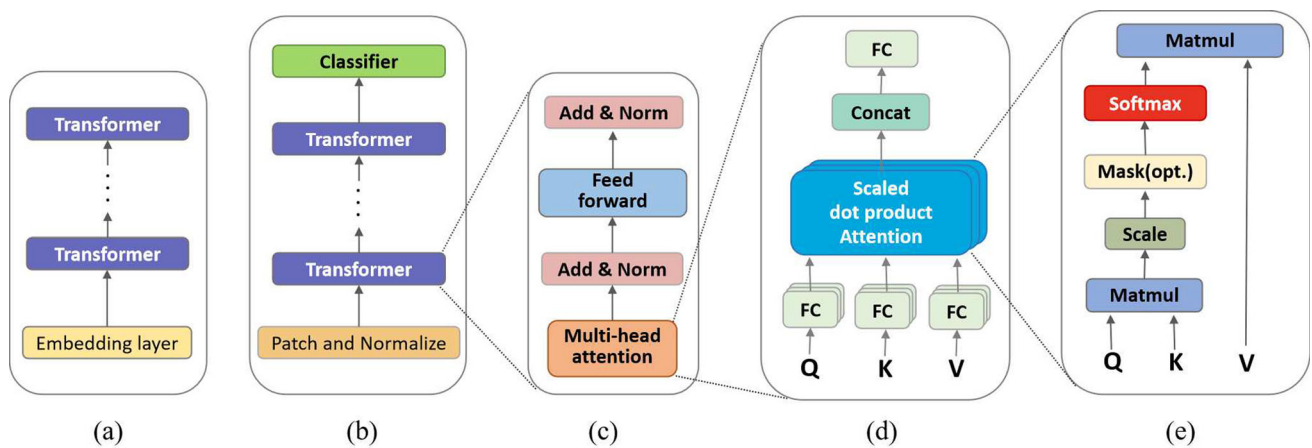 Transformer
Transformer
Embedding layer
(a)
Classifier
Transformer
Transformer
Patch and Normalize
(b)
Add & Norm
Feed
forward
Add & Norm
Multi-head
attention
(c)
FC
Concat
Scaled
dot product
Attention
FC FC FC
Q K V
(d)
Matmul
Softmax
Mask(opt.)
Scale
Matmul
Q K V
(e)